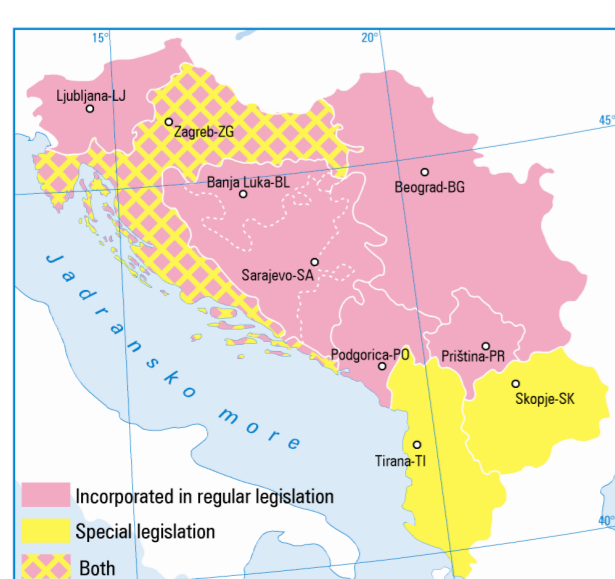 15°
20°
45°
Ljubljana-LJ
Zagreb-ZG
Banja Luka-BL
Beograd-BG
Sarajevo-SA
Jadransko more
Podgorica-PO
Priština-PR
Skopje-SK
Tirana-TI
Incorporated in regular legislation
Special legislation
40°
Both